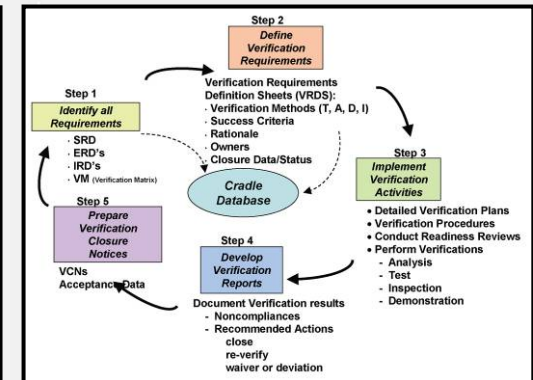 Step 1
Identify all
Requirements
· SRD
· ERD's
· IRD's
· VM (Verification Matrix)
Step 2
Define
Verification
Requirements
Verification Requirements
Definition Sheets (VRDS):
· Verification Methods (T, A, D, I)
· Success Criteria
· Rationale
· Owners
· Closure Data/Status
Cradle
Database
Step 3
Implement
Verification
Activities
• Detailed Verification Plans
• Verification Procedures
• Conduct Readiness Reviews
• Perform Verifications
- Analysis
- Test
- Inspection
- Demonstration
Step 4
Develop
Verification
Reports
Document Verification results
- Noncompliances
- Recommended Actions
close
re-verify
waiver or deviation
Step 5
Prepare
Verification
Closure
Notices
VCNs
Acceptance Data